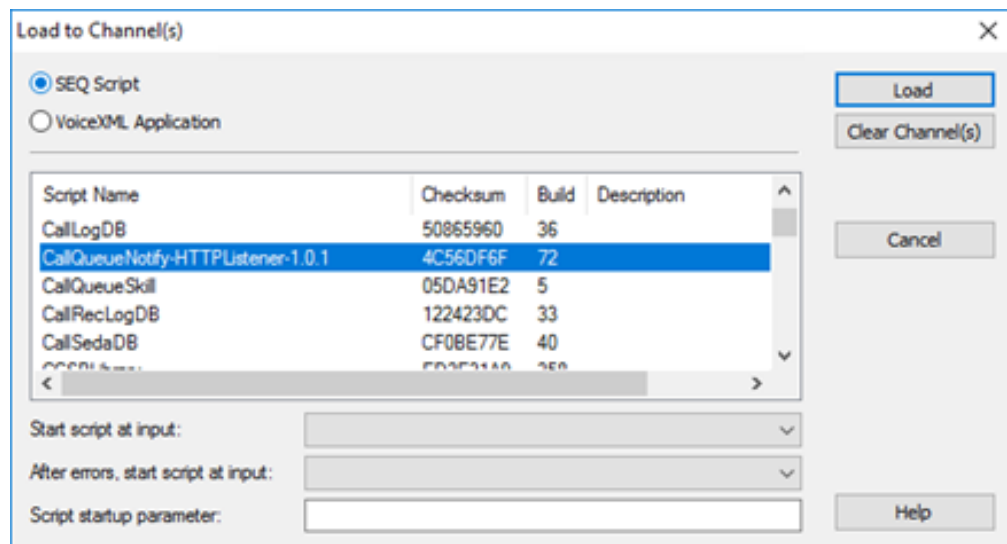 Load to Channel(s)
SEQ Script
Load
VoiceXML Application
Clear Channel(s)
Script Name Checksum Build Description
CallLogDB 50865960 36
CallQueueNotify-HTTPListener-1.0.1 4C56DF6F 72
Cancel
CallQueueSkill 05DA91E2 5
CallRecLogDB 122423DC 33
CallSedaDB CF0BE77E 40
Start script at input:
After errors, start script at input:
Script startup parameter:
Help